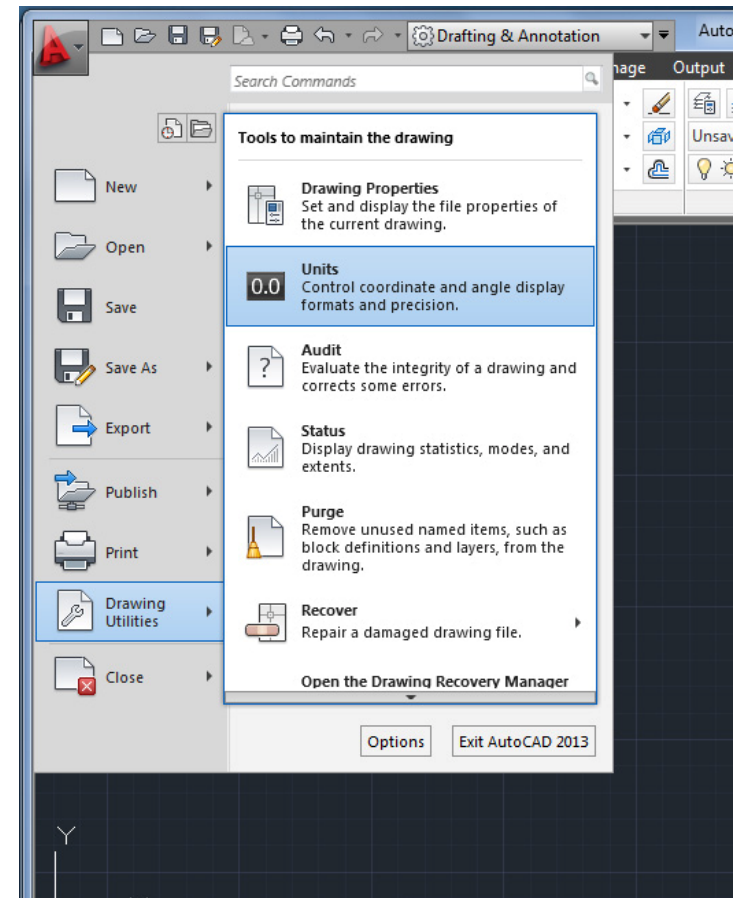 Drafting & Annotation
Auto
nage Output
Search Commands
Unsav
Tools to maintain the drawing
New
Open
Save
Save As
Export
Publish
Print
Drawing
Utilities
Close
Drawing Properties
Set and display the file properties of
the current drawing.
0.0
Units
Control coordinate and angle display
formats and precision.
Audit
Evaluate the integrity of a drawing and
corrects some errors.
Status
Display drawing statistics, modes, and
extents.
Purge
Remove unused named items, such as
block definitions and layers, from the
drawing.
Recover
Repair a damaged drawing file.
Open the Drawing Recovery Manager
Options
Exit AutoCAD 2013
Y